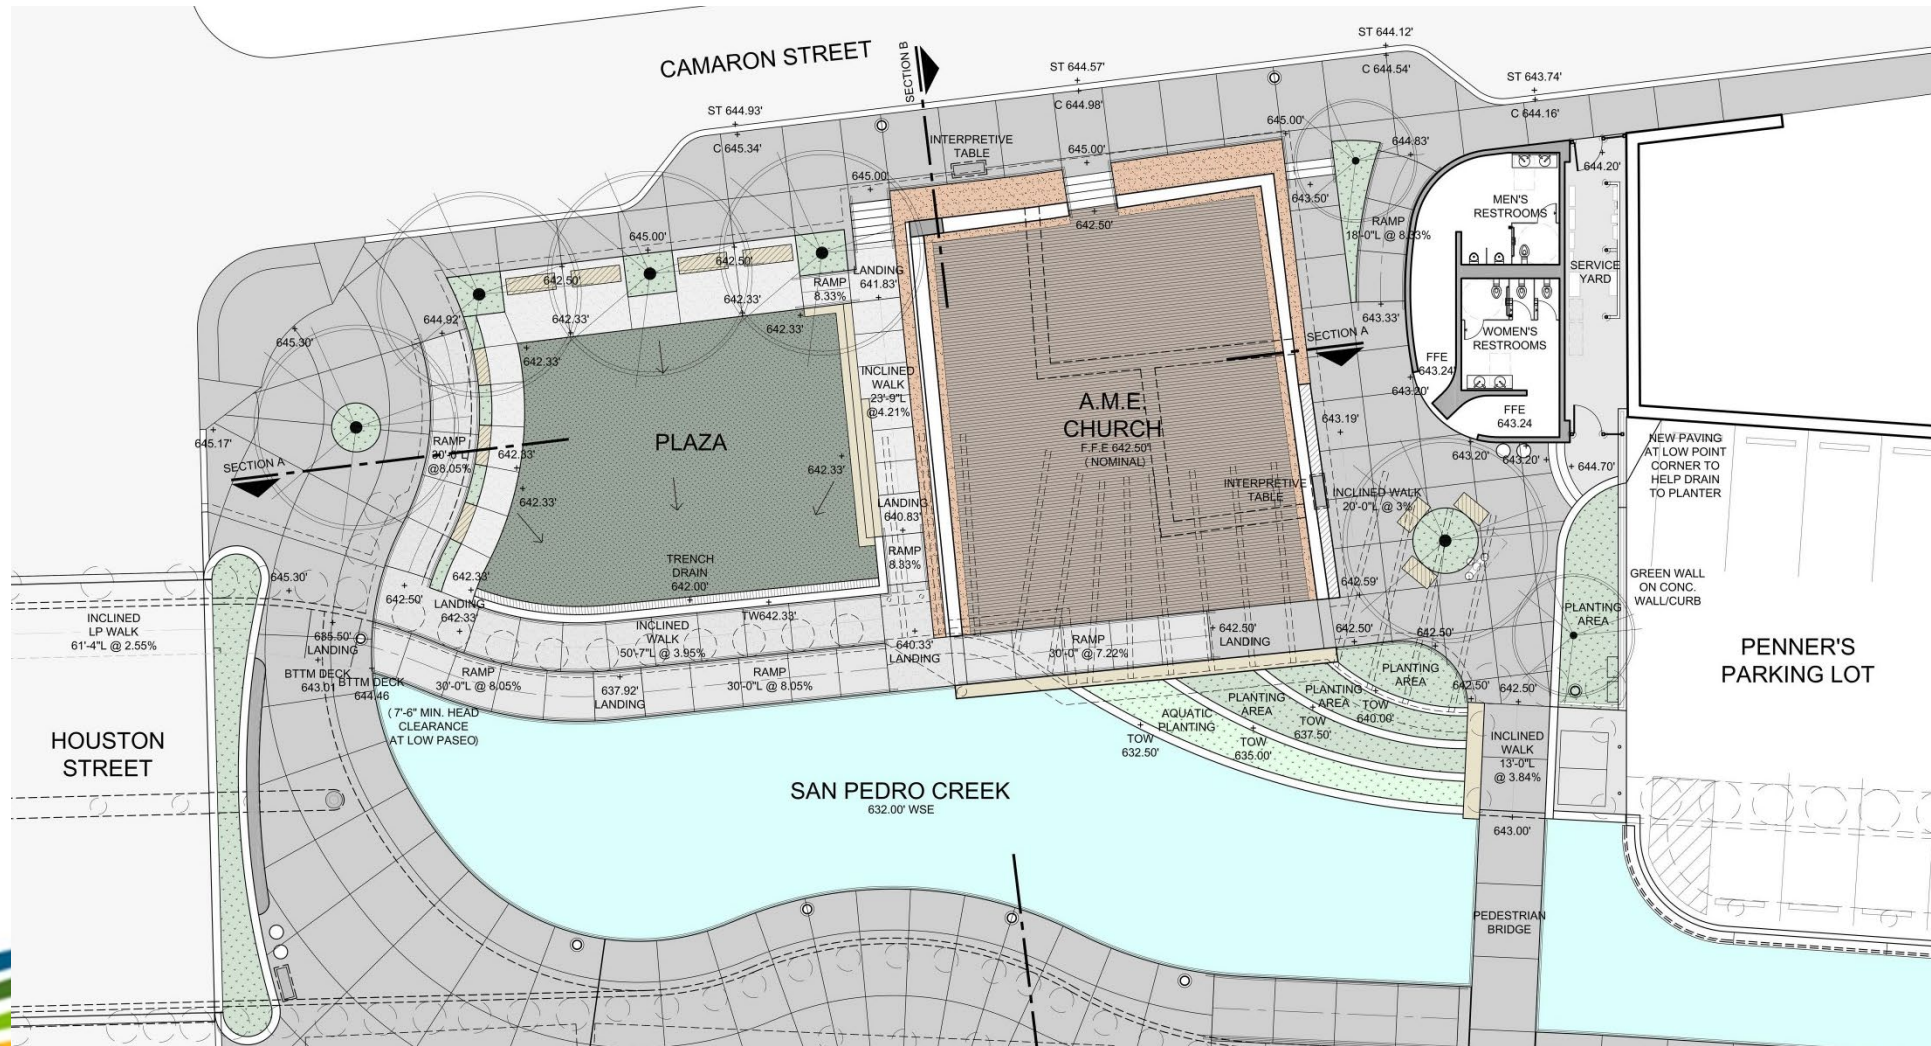 CAMARON STREET
SECTION B
ST 644.93'
C 645.34'
ST 644.57'
C 644.98'
ST 644.12'
C 644.54'
ST 643.74'
C 644.16'
INTERPRETIVE
TABLE
645.00'
645.00'
645.00'
644.83'
644.20'
643.50'
642.50'
RAMP
18'-0"L @ 8.33%
MEN'S
RESTROOMS
SERVICE
YARD
WOMEN'S
RESTROOMS
FFE
643.24'
FFE
643.24
643.33'
643.20'
643.19'
643.20'
643.20'
644.70'
645.00'
642.50'
642.50'
642.33'
642.33'
642.33'
642.33'
RAMP
8.33%
LANDING
641.83'
644.92'
645.30'
645.17'
SECTION A
RAMP
30'-0"L
@8.05%
642.33'
642.33'
642.33'
PLAZA
INCLINED
WALK
23'-9"L
@4.21%
A.M.E.
CHURCH
F.F.E 642.50'
( NOMINAL)
SECTION A
INTERPRETIVE
TABLE
INCLINED WALK
20'-0"L @ 3%
NEW PAVING
AT LOW POINT
CORNER TO
HELP DRAIN
TO PLANTER
LANDING
640.83'
RAMP
8.33%
TRENCH
DRAIN
642.00'
TW642.33'
645.30'
642.50'
642.33'
LANDING
642.33'
INCLINED
WALK
50'-7"L @ 3.95%
640.33'
LANDING
RAMP
30'-0" @ 7.22%
642.50'
LANDING
642.59'
642.50'
642.50'
642.50'
642.50'
GREEN WALL
ON CONC.
WALL/CURB
PLANTING
AREA
PENNER'S
PARKING LOT
INCLINED
LP WALK
61'-4"L @ 2.55%
635.50'
LANDING
BTTM DECK
643.01
BTTM DECK
644.46
RAMP
30'-0"L @ 8.05%
637.92'
LANDING
RAMP
30'-0"L @ 8.05%
( 7'-6" MIN. HEAD
CLEARANCE
AT LOW PASEO)
PLANTING
AREA
PLANTING
AREA
PLANTING
AREA
AQUATIC
PLANTING
TOW
640.00'
TOW
637.50'
TOW
635.00'
TOW
632.50'
INCLINED
WALK
13'-0"L
@ 3.84%
643.00'
HOUSTON
STREET
SAN PEDRO CREEK
632.00' WSE
PEDESTRIAN
BRIDGE